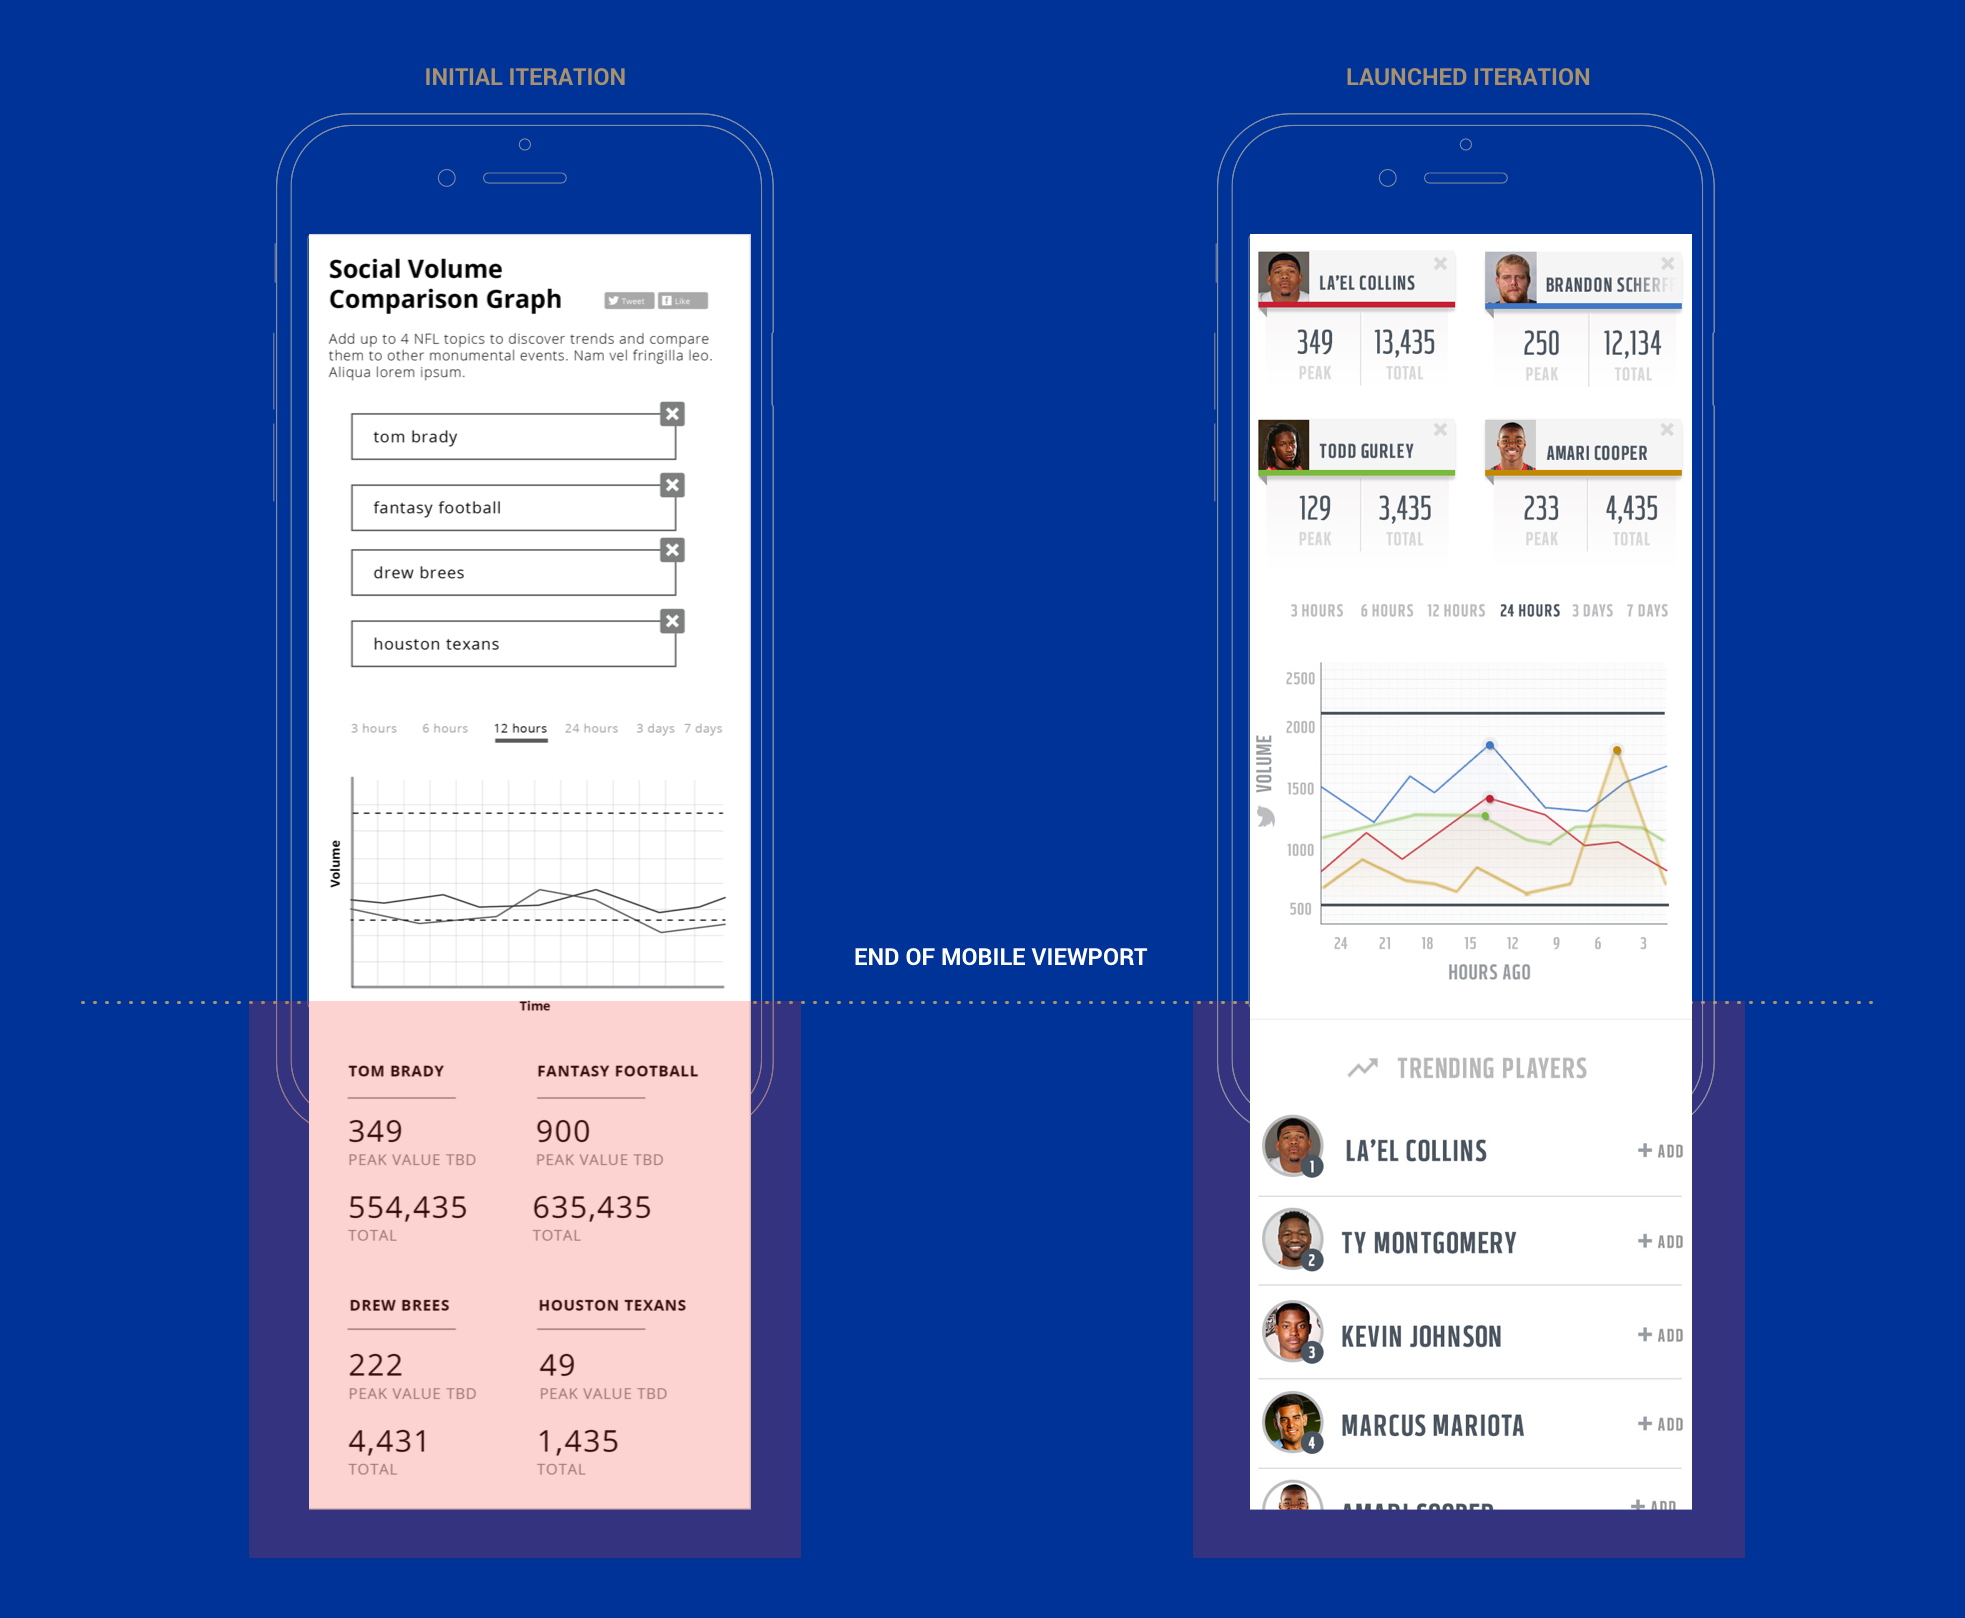 INITIAL ITERATION
LAUNCHED ITERATION
Social Volume
Comparison Graph
Tweet
Like
Add up to 4 NFL topics to discover trends and compare
them to other monumental events. Nam vel fringilla leo.
Aliqua lorem ipsum.
tom brady
fantasy football
drew brees
houston texans
3 hours 6 hours 12 hours 24 hours 3 days 7 days
Volume
Time
TOM BRADY FANTASY FOOTBALL
349 900
PEAK VALUE TBD PEAK VALUE TBD
554,435 635,435
TOTAL TOTAL
DREW BREES HOUSTON TEXANS
222 49
PEAK VALUE TBD PEAK VALUE TBD
4,431 1,435
TOTAL TOTAL
END OF MOBILE VIEWPORT
LA'EL COLLINS BRANDON SCHERFF
349 13,435 250 12,134
PEAK TOTAL PEAK TOTAL
TODD GURLEY AMARI COOPER
129 3,435 233 4,435
PEAK TOTAL PEAK TOTAL
3 HOURS 6 HOURS 12 HOURS 24 HOURS 3 DAYS 7 DAYS
VOLUME
2500
2000
1500
1000
500
24 21 18 15 12 9 6 3
HOURS AGO
TRENDING PLAYERS
1 LA'EL COLLINS + ADD
2 TY MONTGOMERY + ADD
3 KEVIN JOHNSON + ADD
4 MARCUS MARIOTA + ADD
AMARI COOPER + ADD